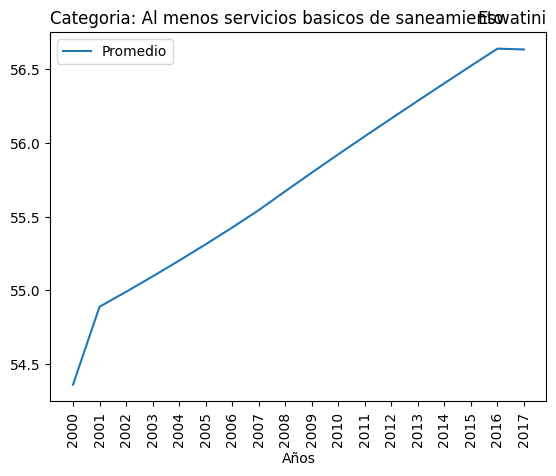 Categoria: Al menos servicios basicos de saneamiento Eswatini
Promedio
56.5
56.0
55.5
55.0
54.5
2000 2001 2002 2003 2004 2005 2006 2007 2008 2009 2010 2011 2012 2013 2014 2015 2016 2017
Años